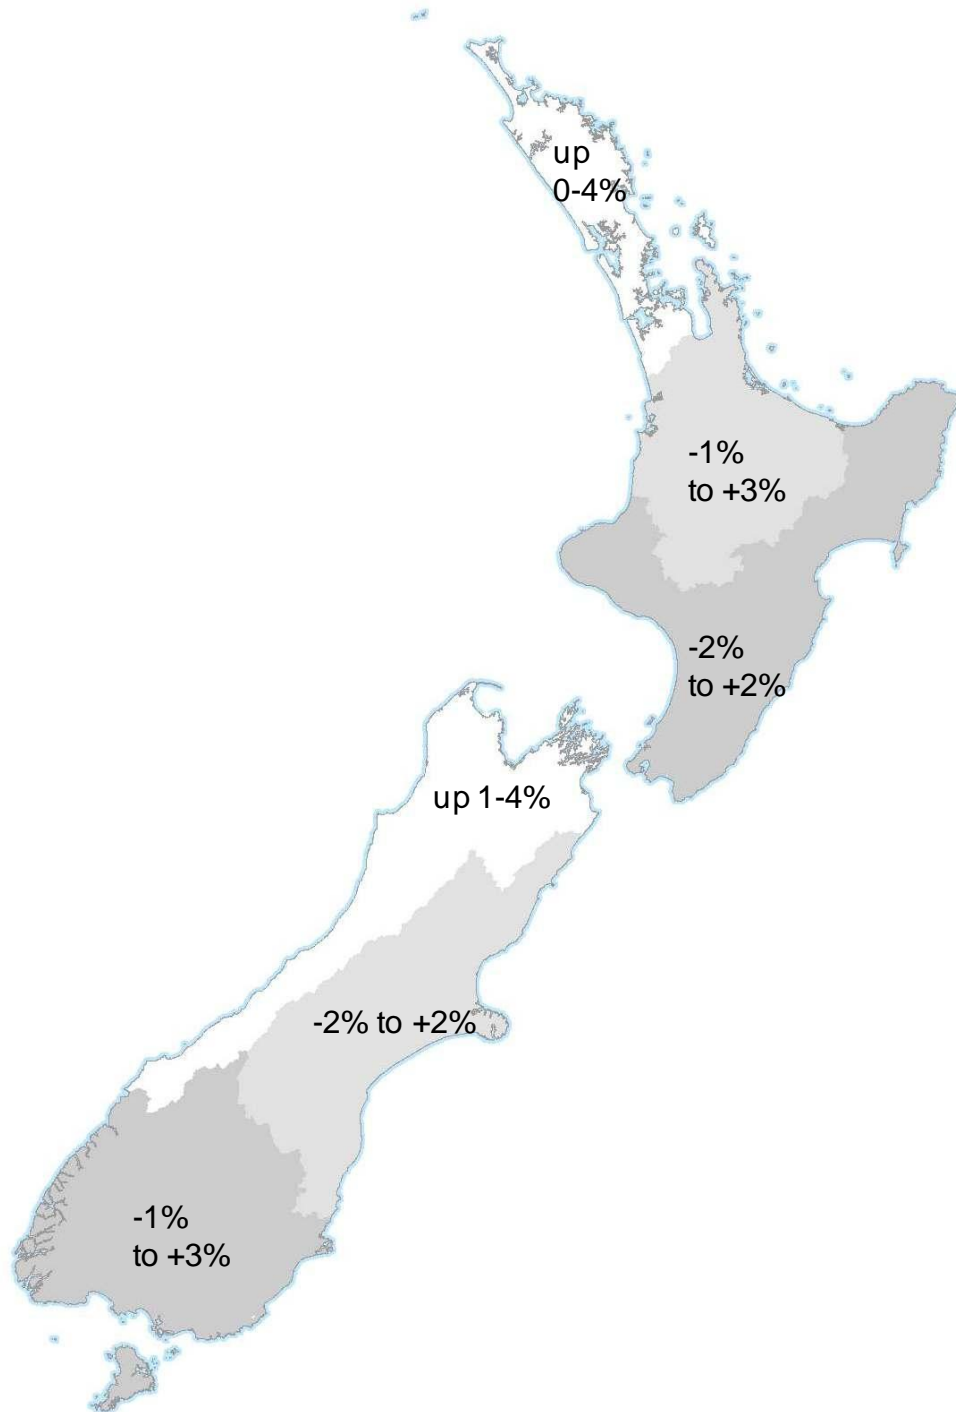 up
0-4%
-1%
to +3%
-2%
to +2%
up 1-4%
-2% to +2%
-1%
to +3%